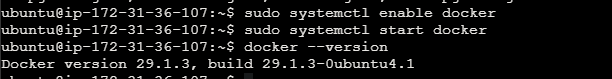 ubuntu@ip-172-31-36-107:~$ sudo systemctl enable docker
ubuntu@ip-172-31-36-107:~$ sudo systemctl start docker
ubuntu@ip-172-31-36-107:~$ docker --version
Docker version 29.1.3, build 29.1.3-0ubuntu4.1